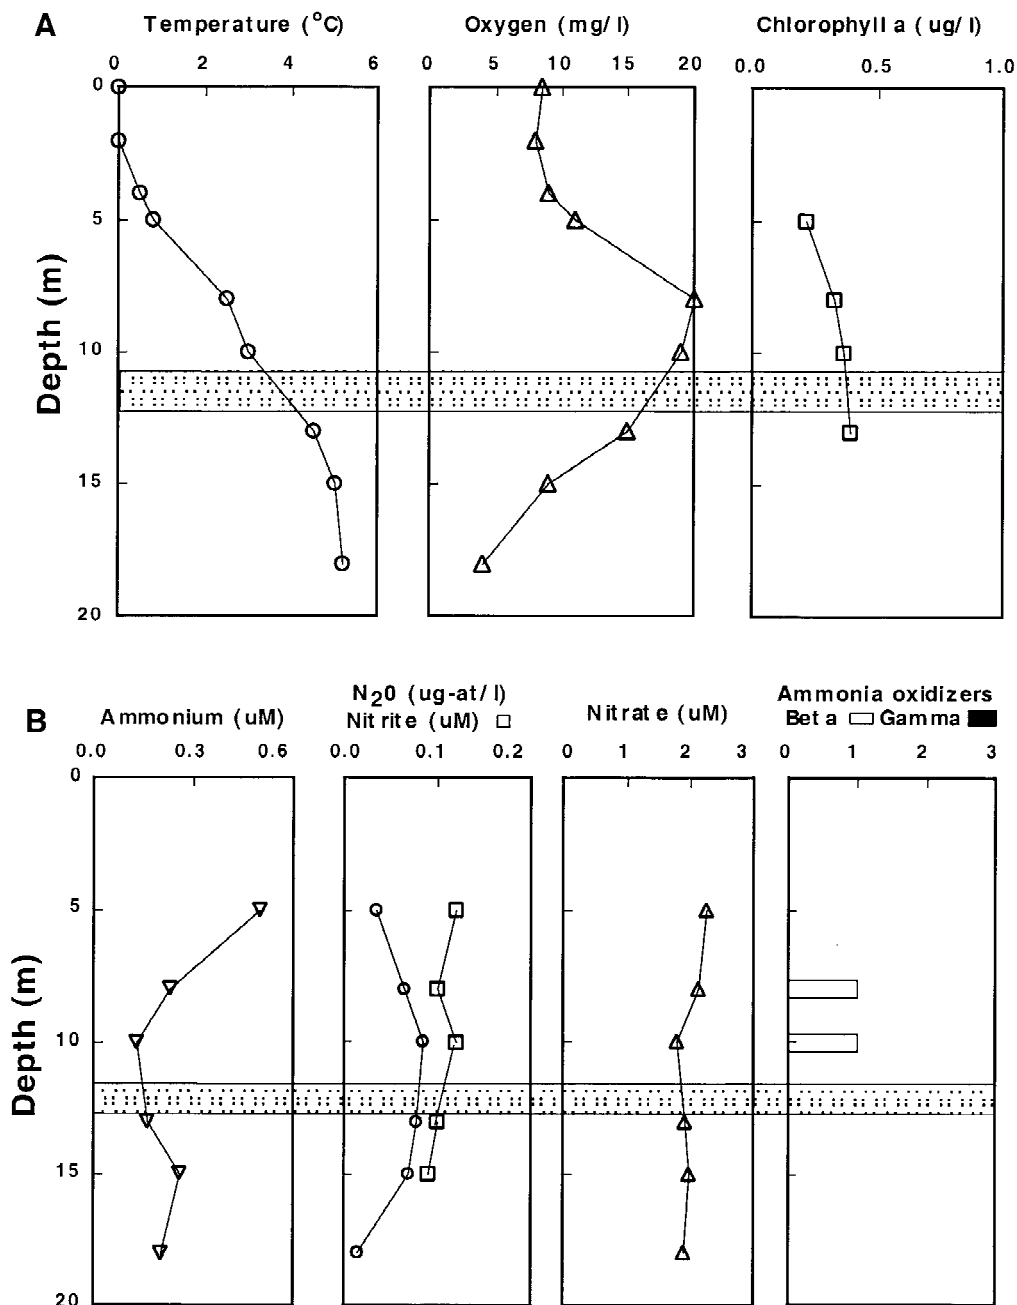 A
Temperature (°C)
Oxygen (mg/l)
Chlorophyll a (ug/l)
0 2 4 6
0 5 10 15 20
0.0 0.5 1.0
0
5
10
15
20
Depth (m)
B
Ammonium (uM)
N20 (ug-at/l)
Nitrite (uM)
Nitrate (uM)
Ammonia oxidizers
Beta Gamma
0.0 0.3 0.6
0.0 0.1 0.2
0 1 2 3
0 1 2 3
0
5
10
15
20
Depth (m)